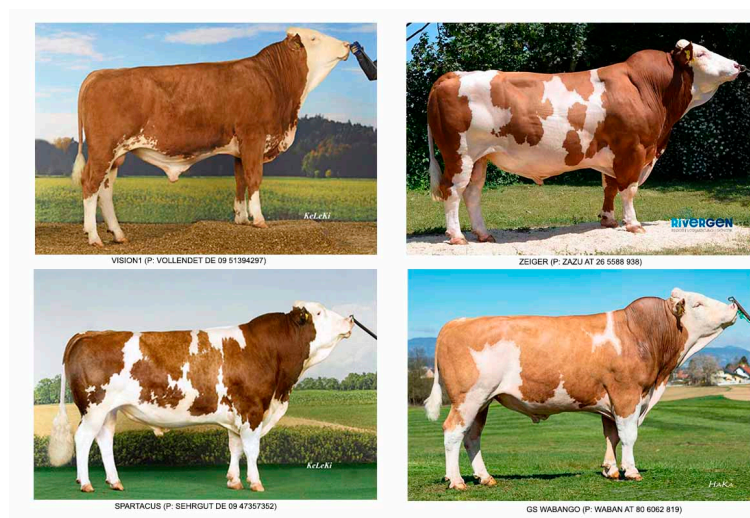 KeLeKi
RIVERGEN
VISION1 (P: VOLLENDET DE 09 51394297)
ZEIGER (P: ZAZU AT 26 5588 938)
KeLeKi
HaKa
SPARTACUS (P: SEHRGUT DE 09 47357352)
GS WABANGO (P: WABAN AT 80 6062 819)